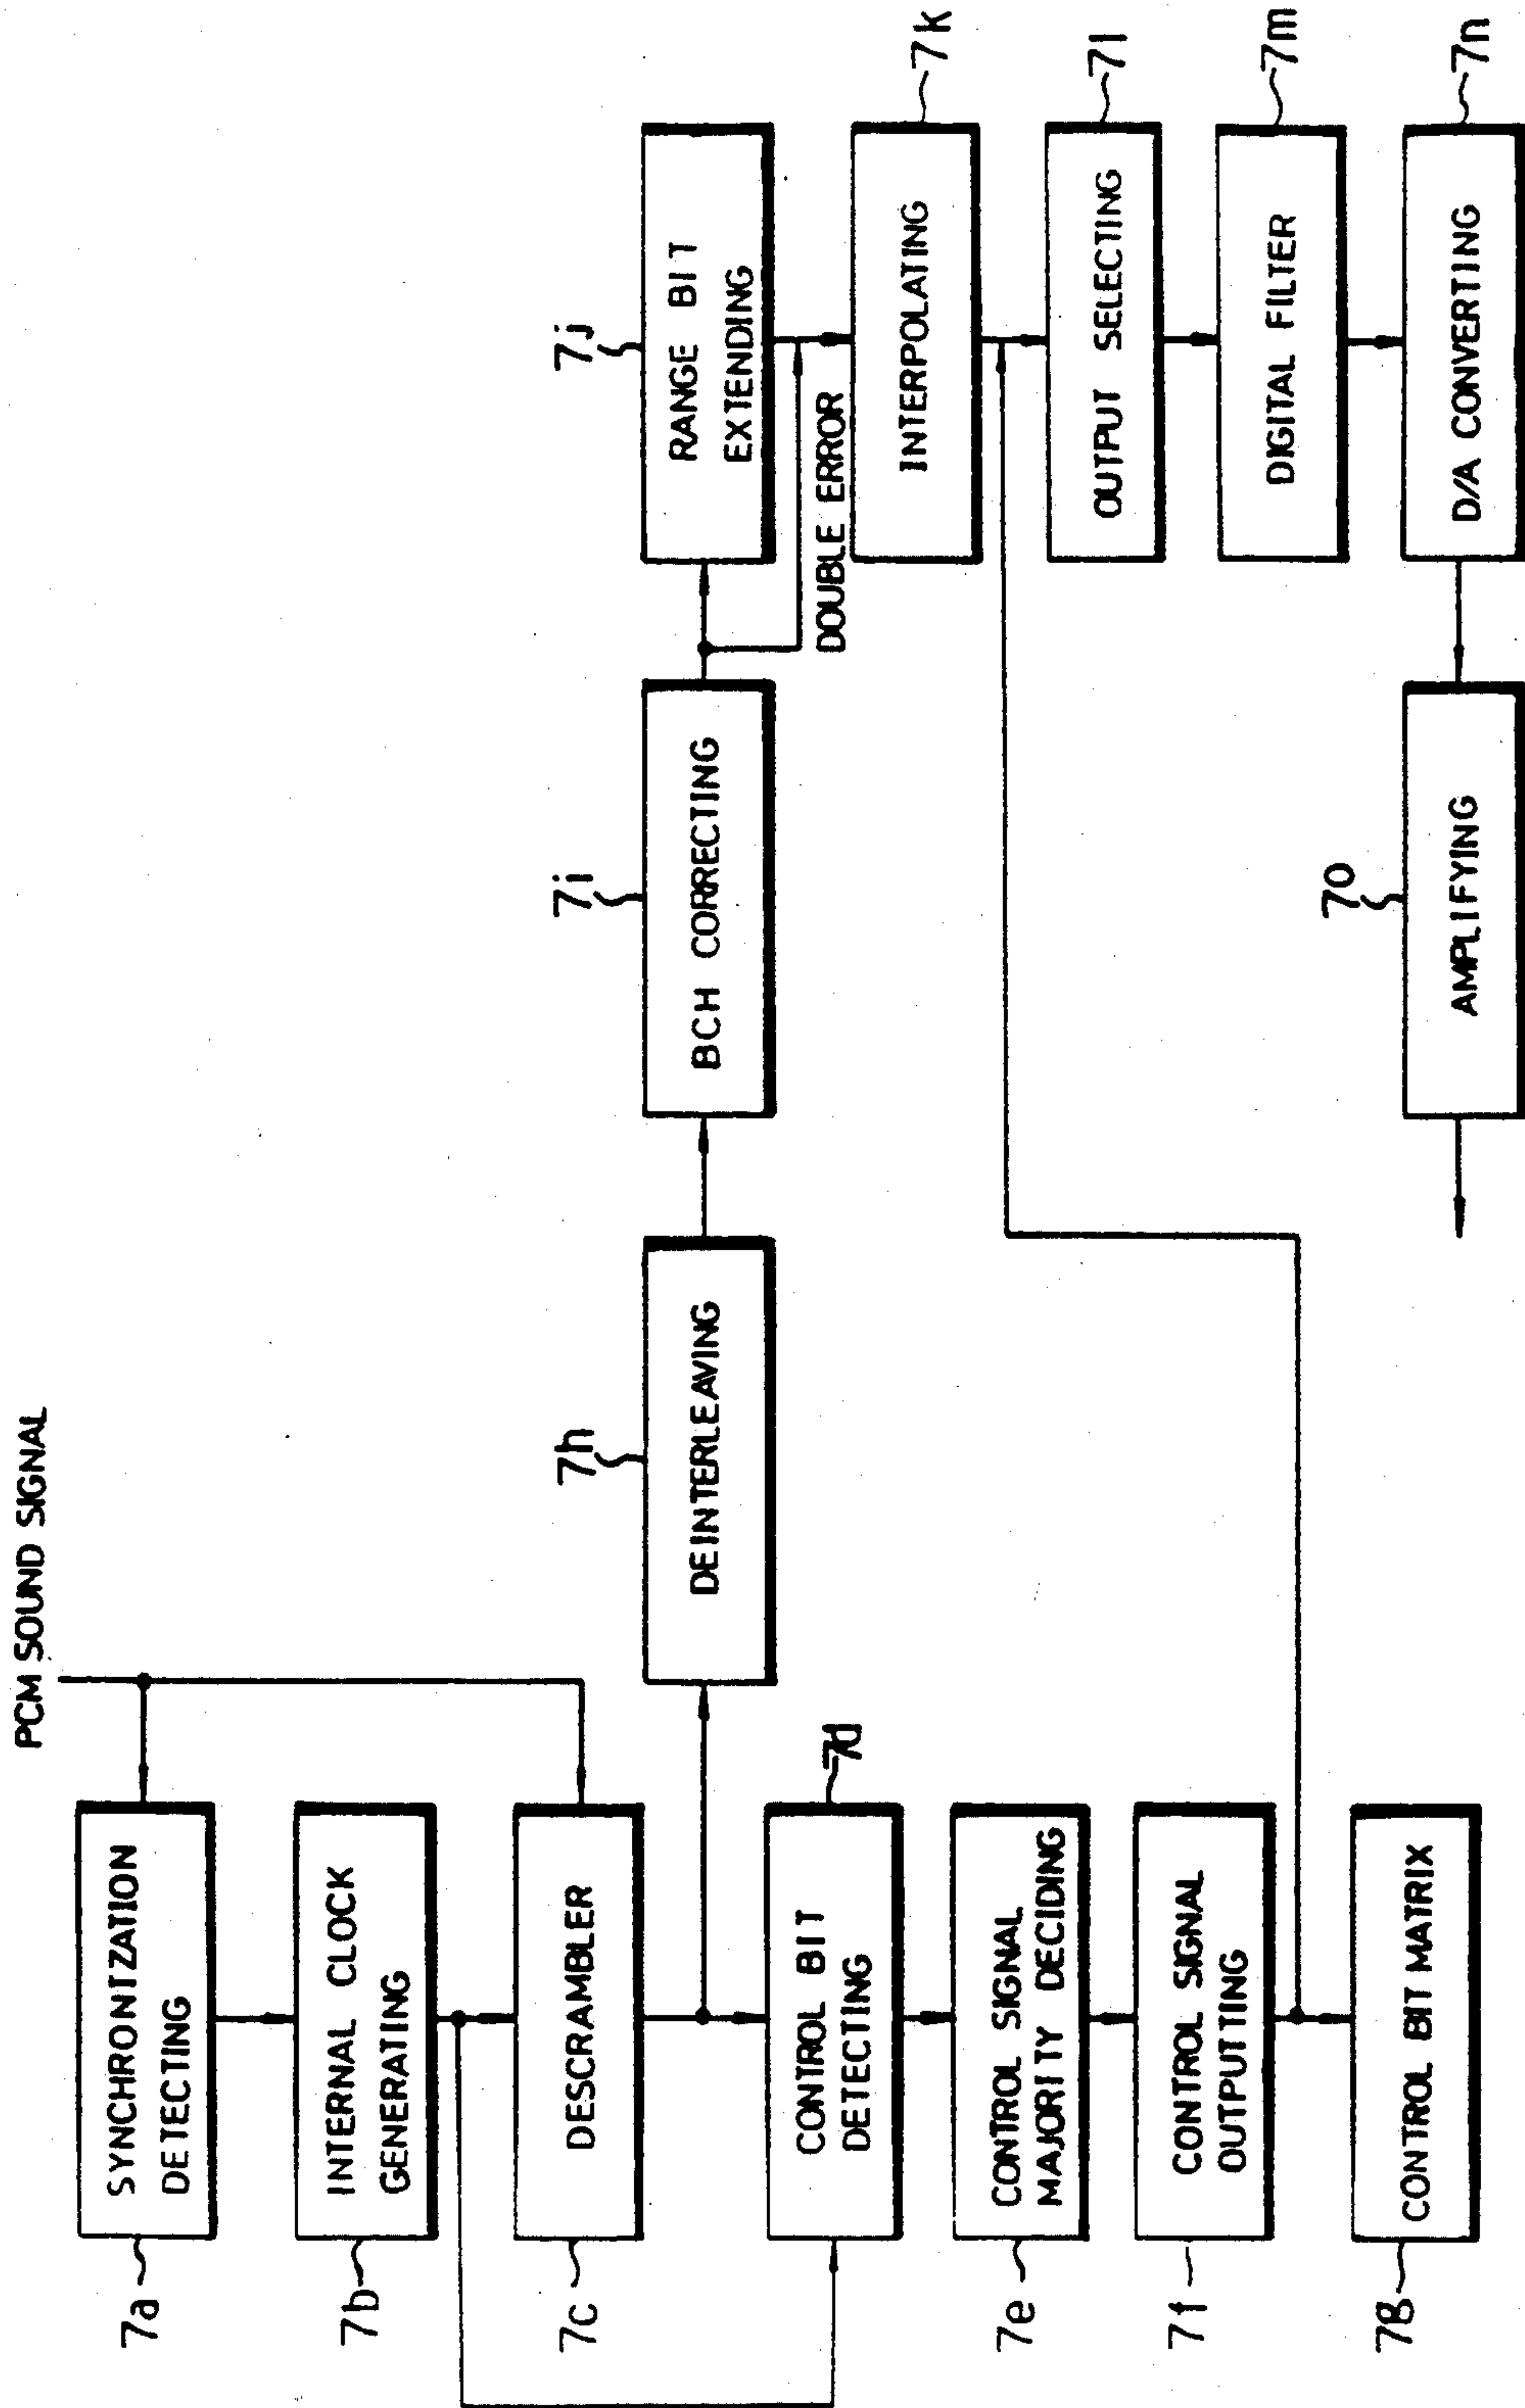 PCM SOUND SIGNAL
7a
SYNCHRONIZATION
DETECTING
7b
INTERNAL CLOCK
GENERATING
7c
DESCRAMBLER
7d
CONTROL BIT
DETECTING
7e
CONTROL SIGNAL
MAJORITY DECIDING
7f
CONTROL SIGNAL
OUTPUTTING
7g
CONTROL BIT MATRIX
7h
DEINTERLEAVING
7i
BCH CORRECTING
7j
RANGE BIT
EXTENDING
DOUBLE ERROR
7k
INTERPOLATING
7l
OUTPUT SELECTING
7m
DIGITAL FILTER
7n
D/A CONVERTING
7o
AMPLIFYING